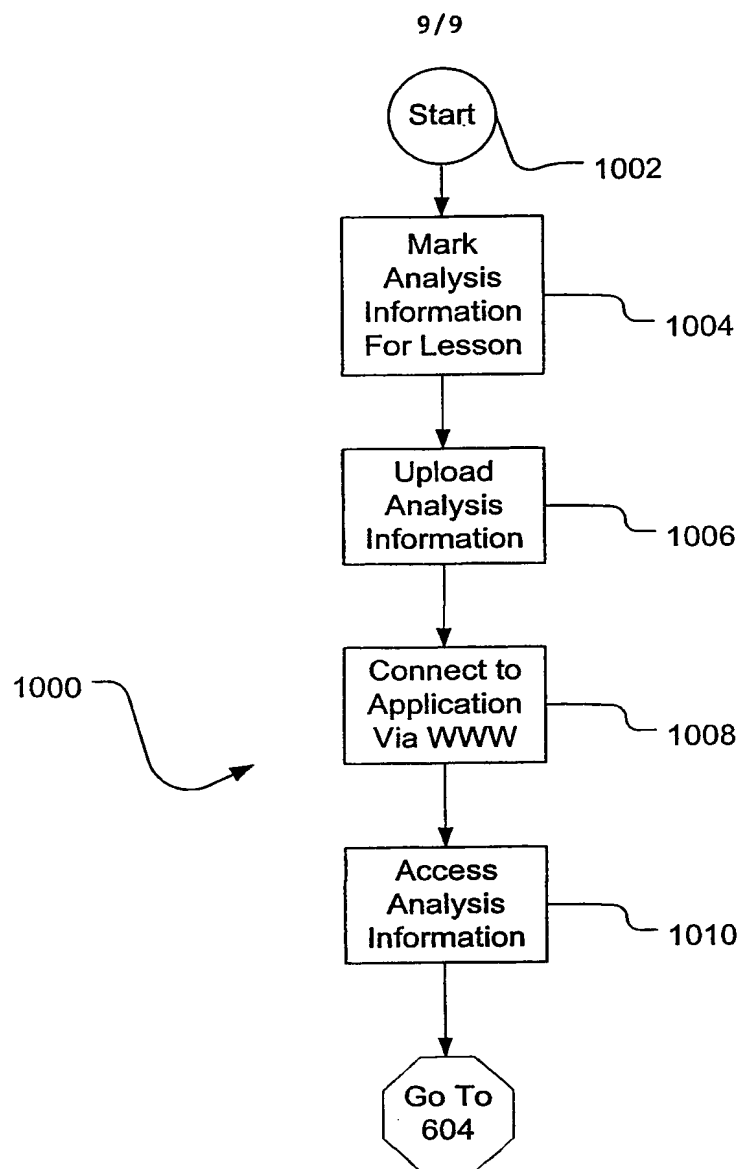 9/9
Start
1002
Mark
Analysis
Information
For Lesson
1004
Upload
Analysis
Information
1006
1000
Connect to
Application
Via WWW
1008
Access
Analysis
Information
1010
Go To
604